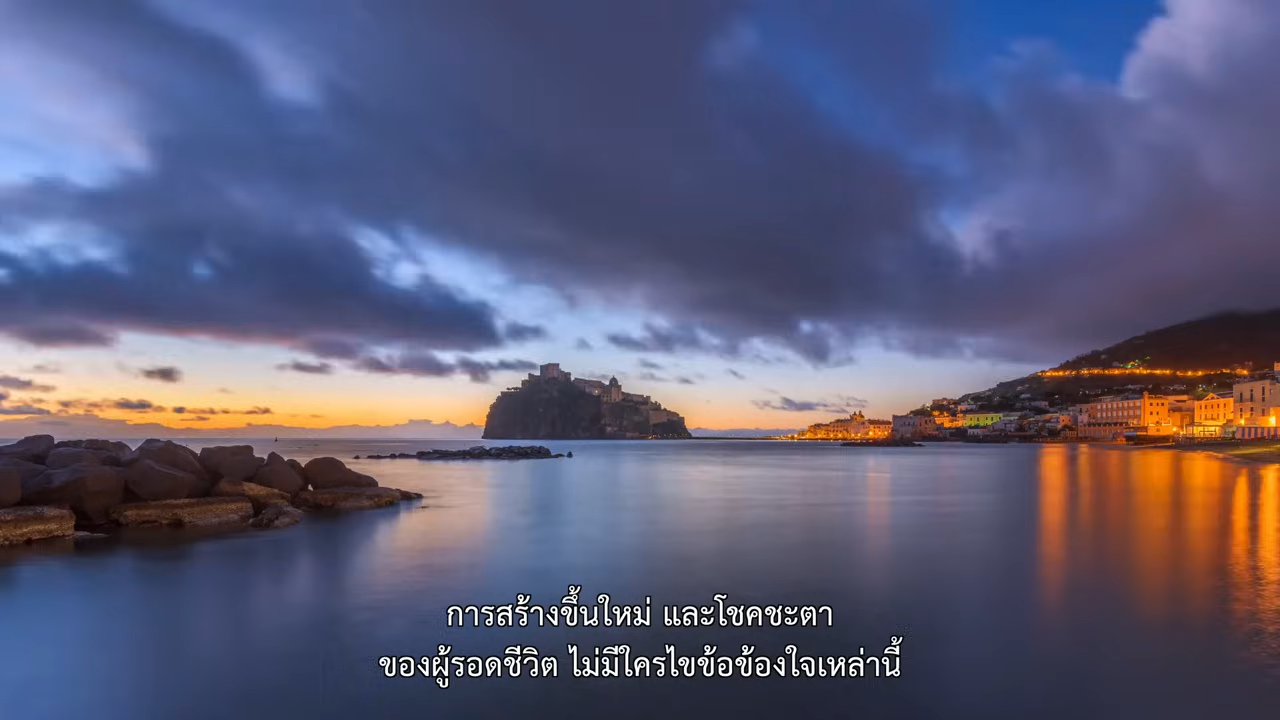 การสร้างขึ้นใหม่ และโชคชะตา
ของผู้รอดชีวิต ไม่มีใครไขข้อข้องใจเหล่านี้